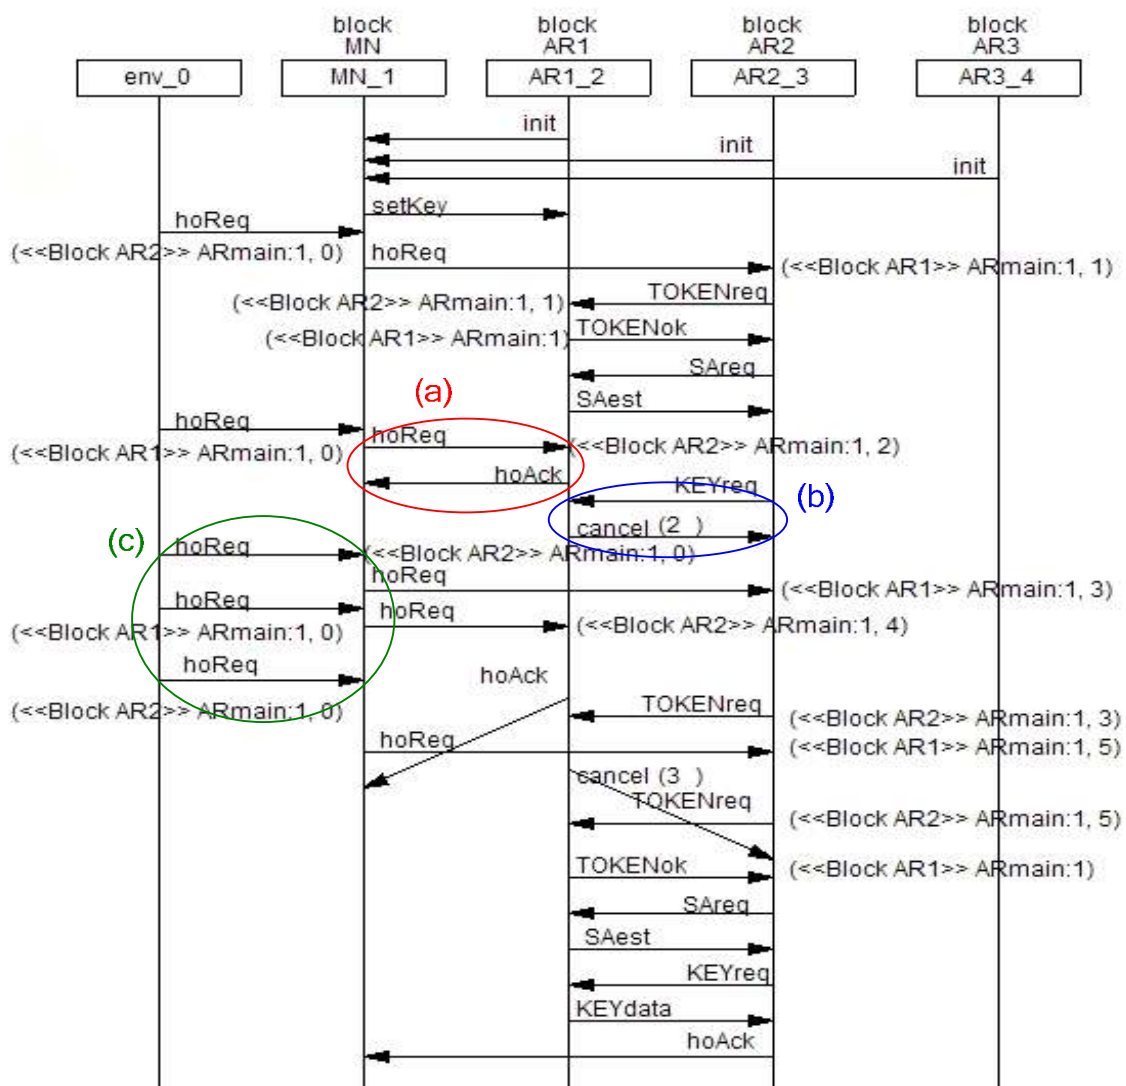 block
MN
block
AR1
block
AR2
block
AR3
env_0
MN_1
AR1_2
AR2_3
AR3_4
init
init
init
setKey
hoReq
(<<Block AR2>> ARmain:1, 0)
hoReq
(<<Block AR1>> ARmain:1, 1)
TOKENreq
(<<Block AR2>> ARmain:1, 1)
TOKENok
(<<Block AR1>> ARmain:1)
SAreq
(a)
SAest
hoReq
(<<Block AR1>> ARmain:1, 0)
hoReq
(<<Block AR2>> ARmain:1, 2)
hoAck
KEYreq
(b)
cancel (2 )
(c)
hoReq
(<<Block AR2>> ARmain:1, 0)
hoReq
(<<Block AR1>> ARmain:1, 3)
hoReq
(<<Block AR1>> ARmain:1, 0)
hoReq
(<<Block AR2>> ARmain:1, 4)
hoReq
(<<Block AR2>> ARmain:1, 0)
hoAck
TOKENreq
(<<Block AR2>> ARmain:1, 3)
hoReq
(<<Block AR1>> ARmain:1, 5)
cancel (3 )
TOKENreq
(<<Block AR2>> ARmain:1, 5)
TOKENok
(<<Block AR1>> ARmain:1)
SAreq
SAest
KEYreq
KEYdata
hoAck